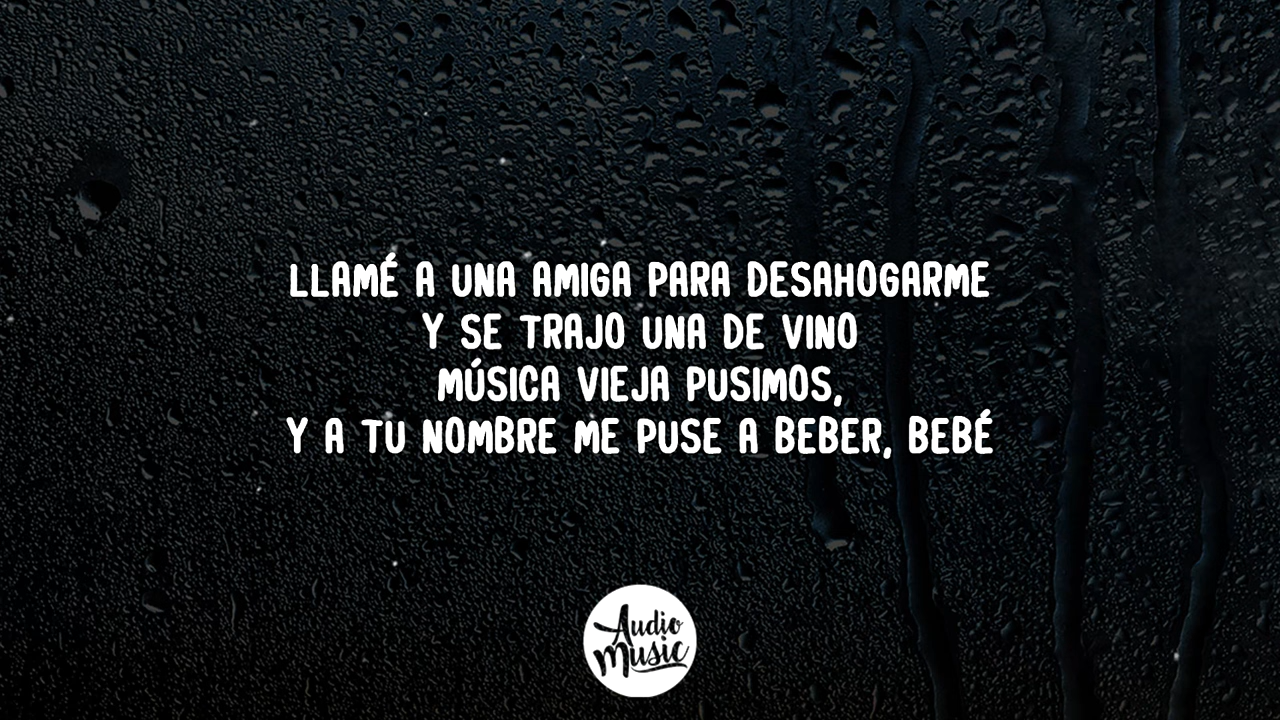 LLAMÉ A UNA AMIGA PARA DESAHOGARME
Y SE TRAJO UNA DE VINO
MÚSICA VIEJA PUSIMOS,
Y A TU NOMBRE ME PUSE A BEBER, BEBÉ
Audio
Music